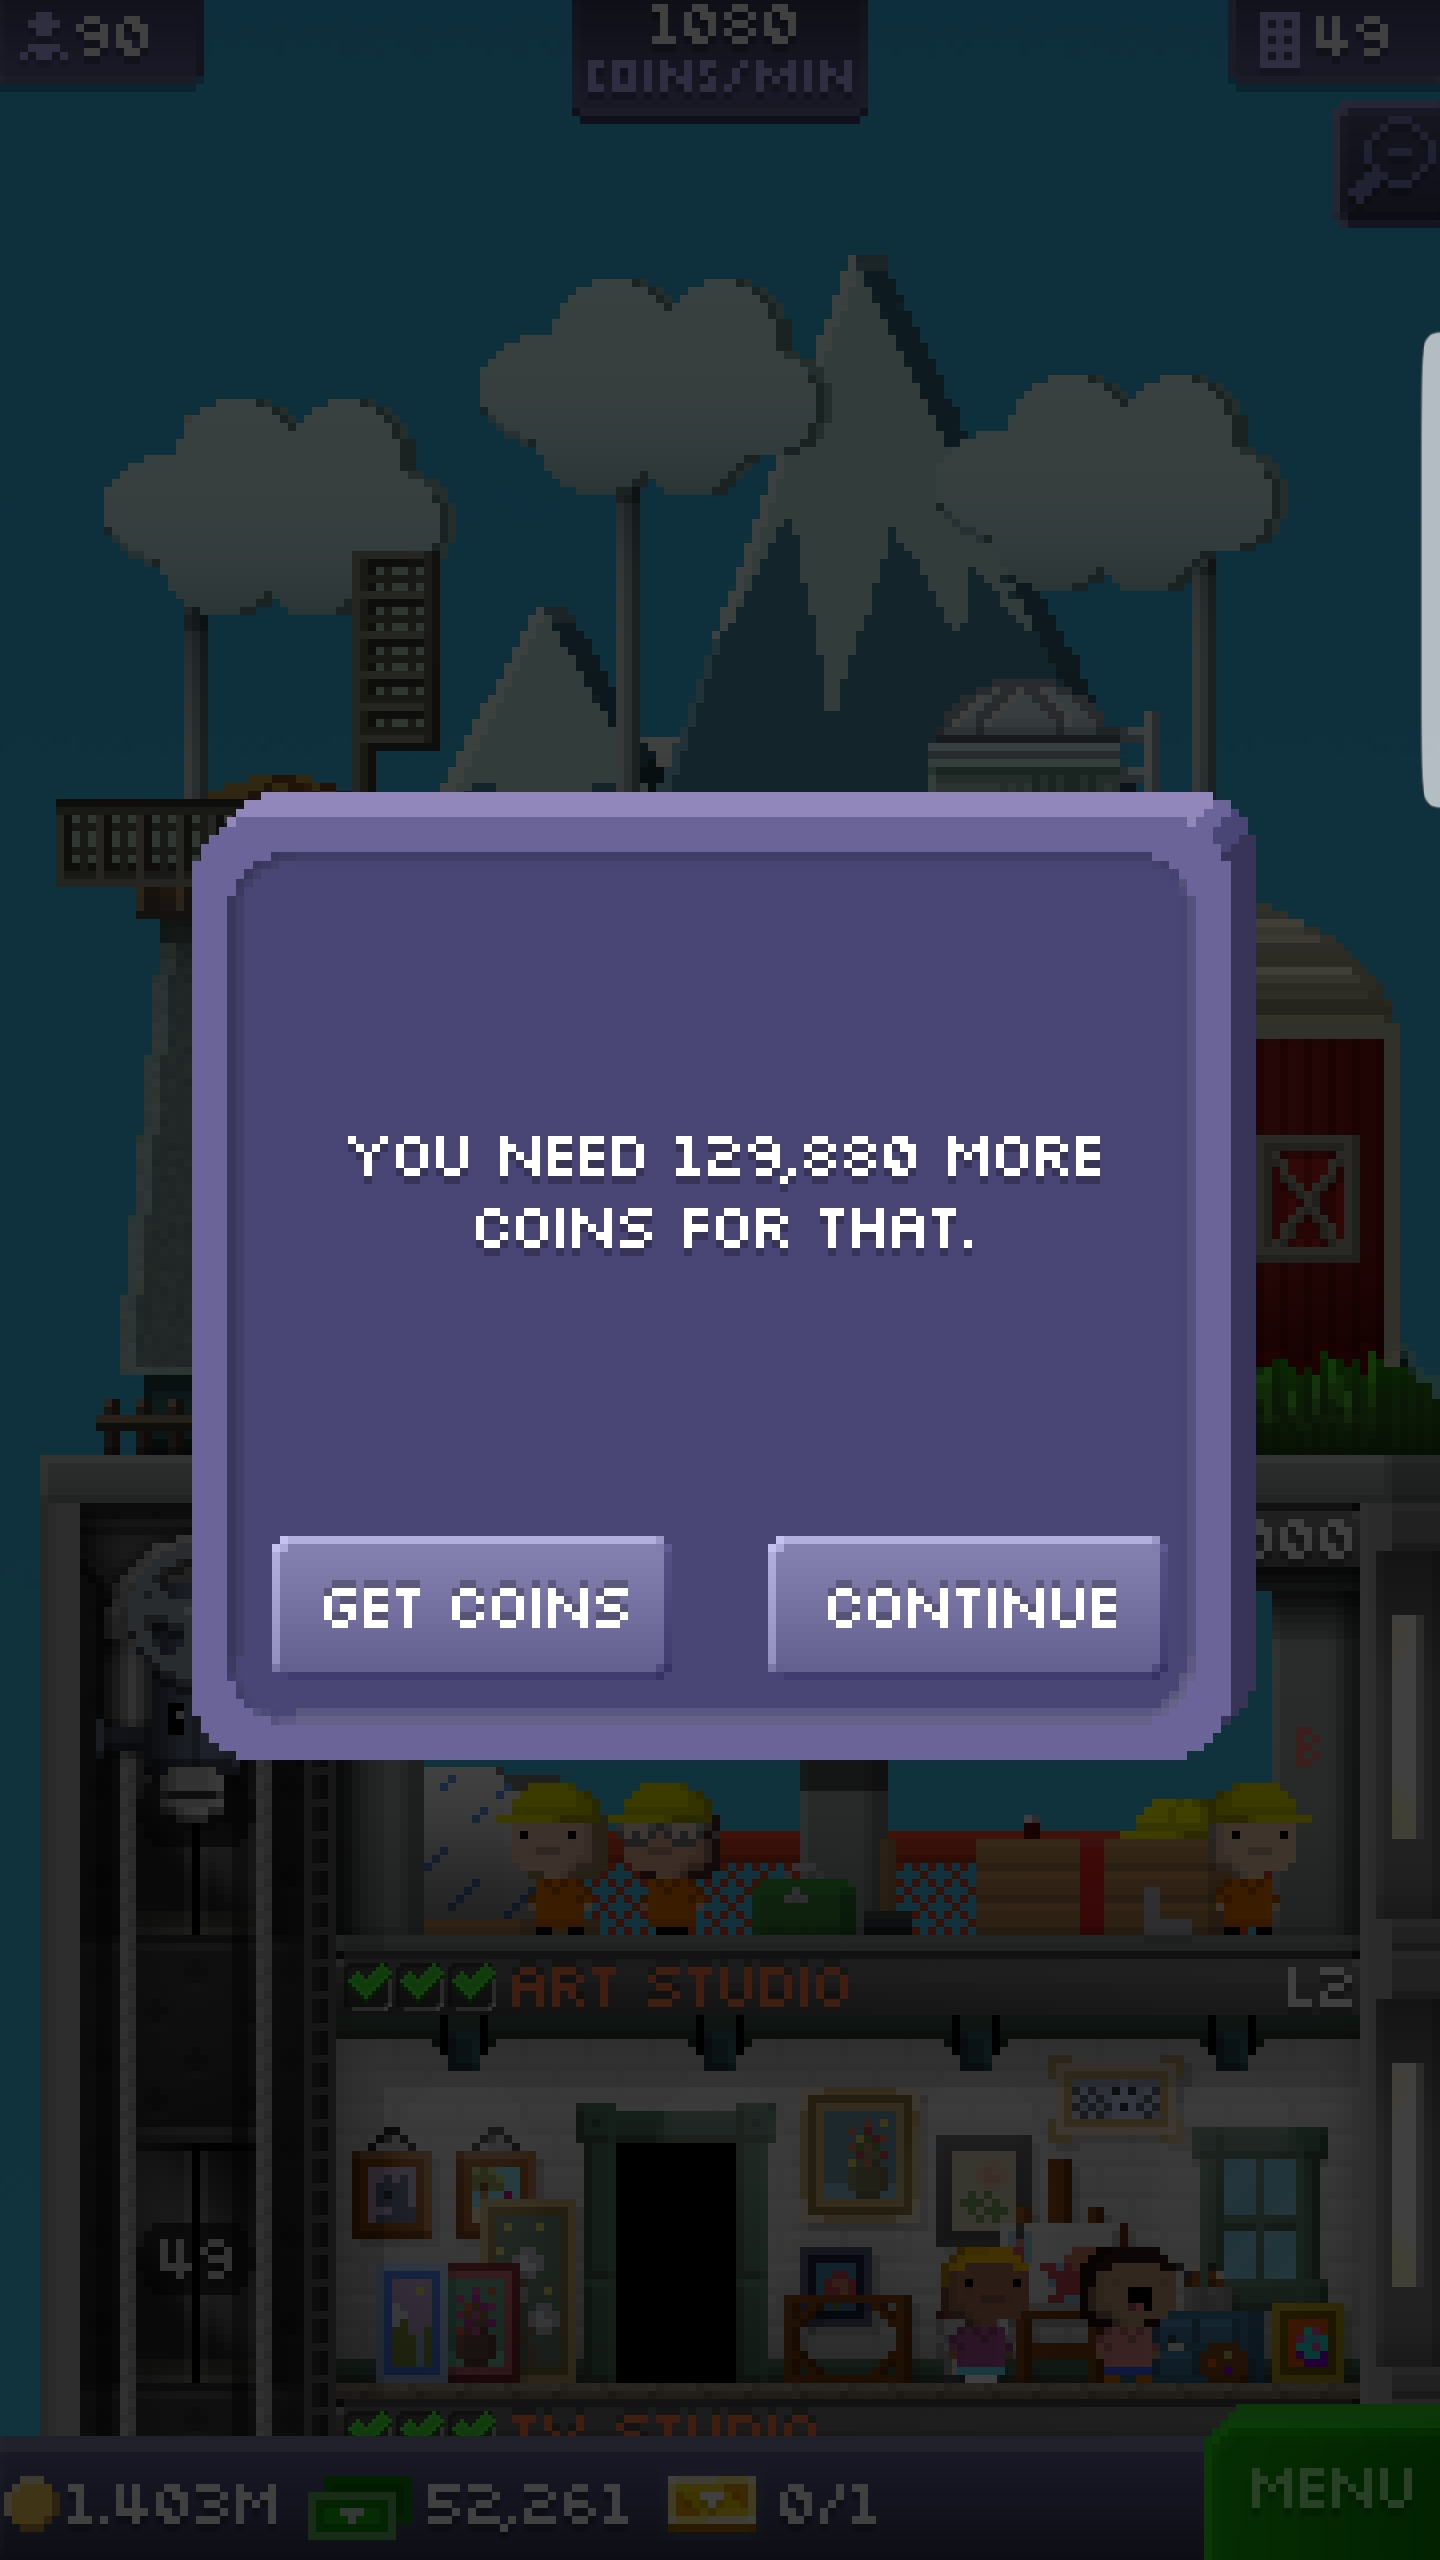 90
1080
COINS/MIN
49
YOU NEED 129,880 MORE
COINS FOR THAT.
GET COINS
CONTINUE
000
B
ART STUDIO
L2
49
TV STUDIO
1.403M
52,261
0/1
MENU